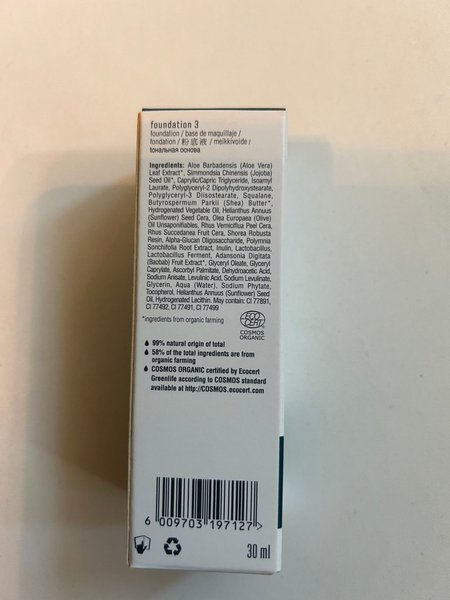 foundation 3
foundation / base de maquillaje /
fondation / 粉底液 / meikkivoide /
тональная основа
Ingredients: Aloe Barbadensis (Aloe Vera)
Leaf Extract*, Simmondsia Chinensis (Jojoba)
Seed Oil*, Caprylic/Capric Triglyceride, Isoamyl
Laurate, Polyglyceryl-2 Dipolyhydroxystearate,
Polyglyceryl-3 Diisostearate, Squalane,
Butyrospermum Parkii (Shea) Butter*,
Hydrogenated Vegetable Oil, Helianthus Annuus
(Sunflower) Seed Cera, Olea Europaea (Olive)
Oil Unsaponifiables, Rhus Verniciflua Peel Cera,
Rhus Succedanea Fruit Cera, Shorea Robusta
Resin, Alpha-Glucan Oligosaccharide, Polymnia
Sonchifolia Root Extract, Inulin, Lactobacillus,
Lactobacillus Ferment, Adansonia Digitata
(Baobab) Fruit Extract*, Glyceryl Oleate, Glyceryl
Caprylate, Ascorbyl Palmitate, Dehydroacetic Acid,
Sodium Anisate, Levulinic Acid, Sodium Levulinate,
Glycerin, Aqua (Water), Sodium Phytate,
Tocopherol, Helianthus Annuus (Sunflower) Seed
Oil, Hydrogenated Lecithin. May contain: CI 77891,
CI 77492, CI 77491, CI 77499
*ingredients from organic farming
ECO
CERT
COSMOS
ORGANIC
99% natural origin of total
58% of the total ingredients are from
organic farming
COSMOS ORGANIC certified by Ecocert
Greenlife according to COSMOS standard
available at http://COSMOS.ecocert.com
6 009703 197127 >
30 ml